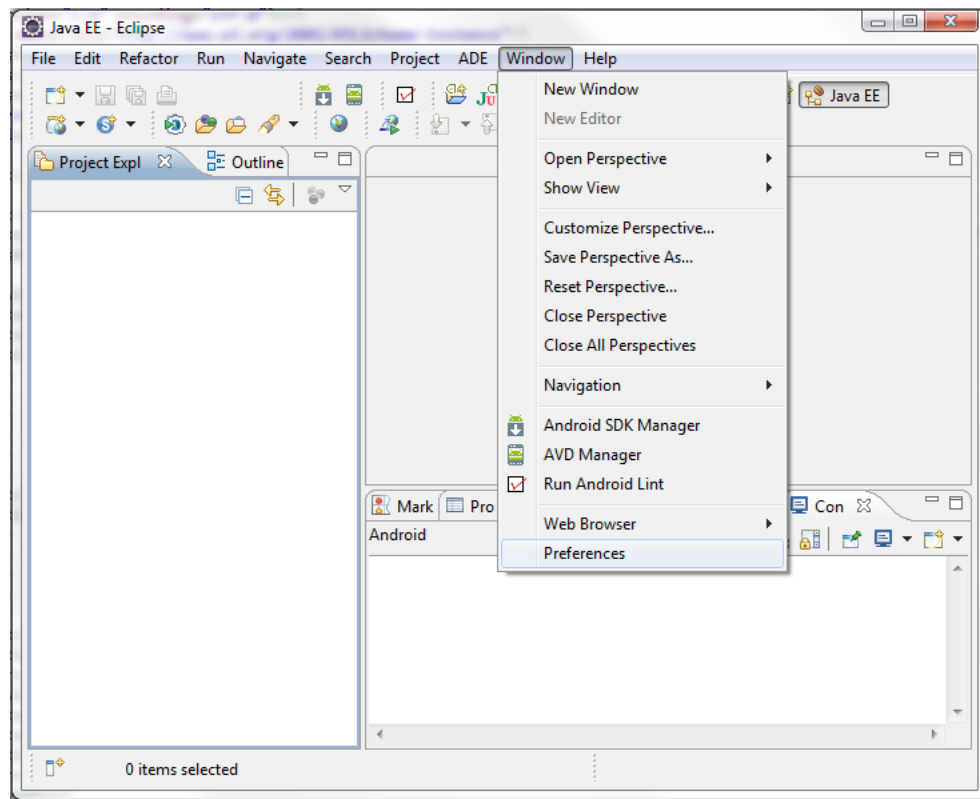 Java EE - Eclipse
File Edit Refactor Run Navigate Search Project ADE Window Help
New Window
New Editor
Open Perspective
Show View
Customize Perspective...
Save Perspective As...
Reset Perspective...
Close Perspective
Close All Perspectives
Navigation
Android SDK Manager
AVD Manager
Run Android Lint
Web Browser
Preferences
Java EE
Project Expl
Outline
Mark
Pro
Con
Android
0 items selected